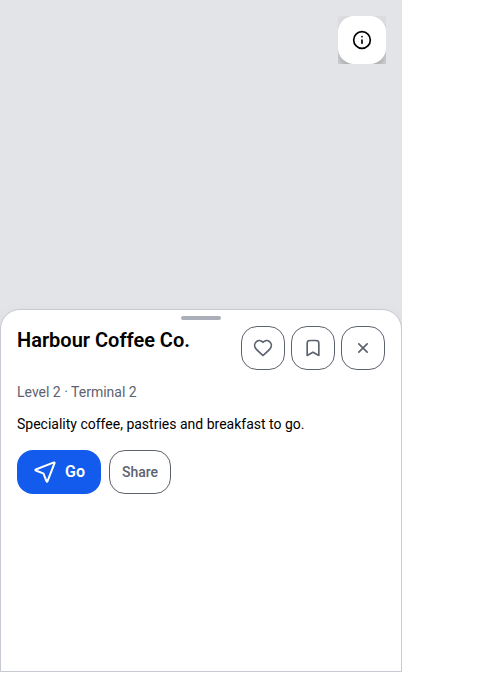 Harbour Coffee Co.
Level 2 · Terminal 2
Speciality coffee, pastries and breakfast to go.
Go
Share